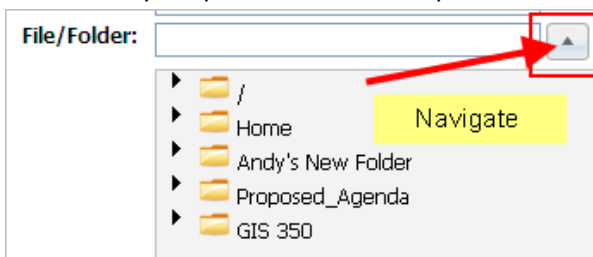 File/Folder:
/
Home
Navigate
Andy's New Folder
Proposed_Agenda
GIS 350